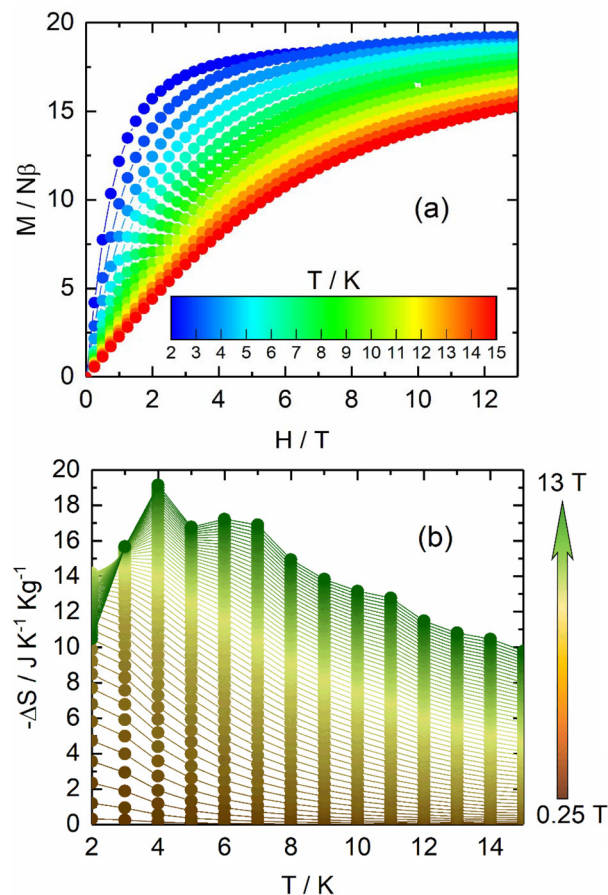 20
15
10
5
0
M / Nβ
(a)
T / K
2 3 4 5 6 7 8 9 10 11 12 13 14 15
0 2 4 6 8 10 12
H / T
20
18
16
14
12
10
8
6
4
2
0
-ΔS / J K⁻¹ Kg⁻¹
(b)
13 T
0.25 T
2 4 6 8 10 12 14
T / K